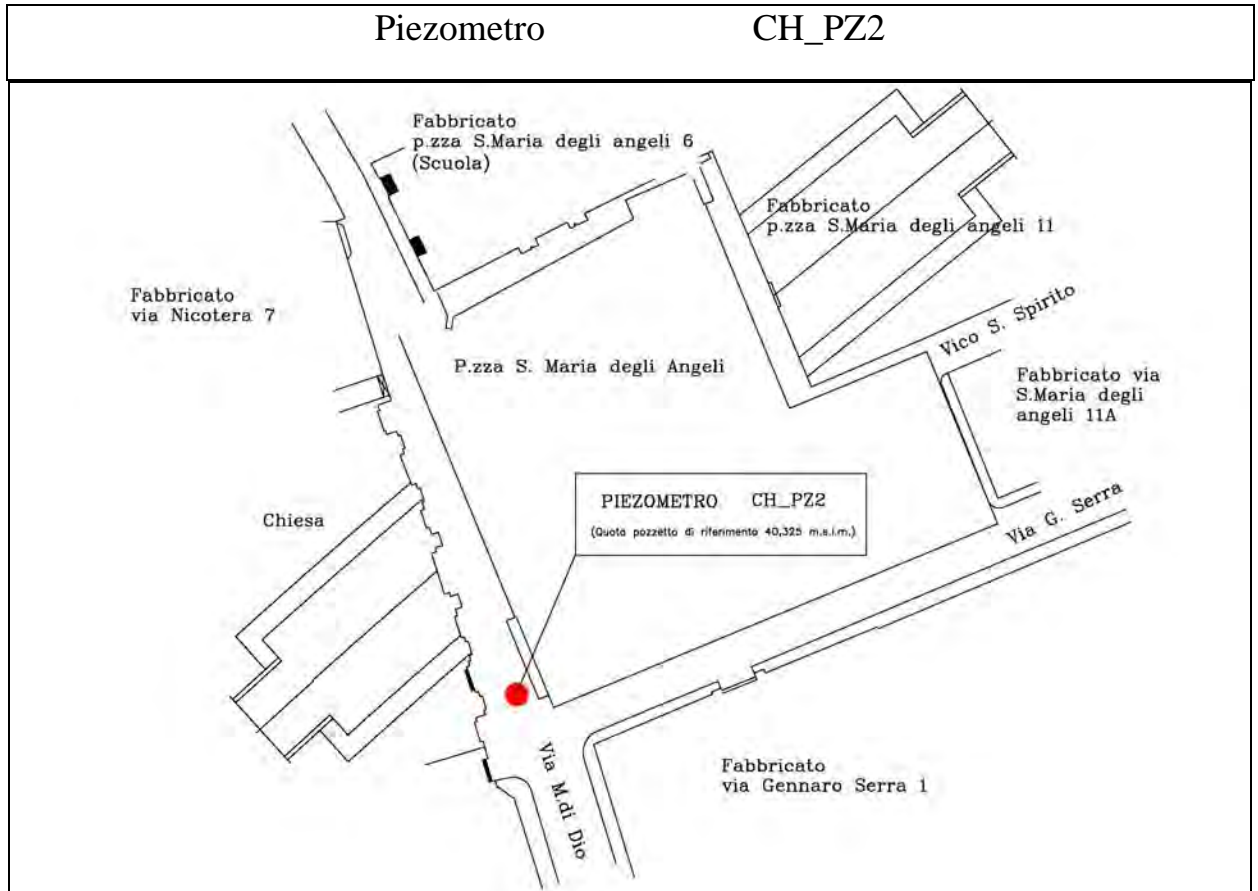 Piezometro CH_PZ2
Fabbricato
p.zza S.Maria degli angeli 6
(Scuola)
Fabbricato
p.zza S.Maria degli angeli 11
Fabbricato
via Nicotera 7
Vico S. Spirito
P.zza S. Maria degli Angeli
Fabbricato via
S.Maria degli
angeli 11A
PIEZOMETRO CH_PZ2
(Quota pozzetto di riferimento 40,325 m.s.l.m.)
Chiesa
Via G. Serra
Via M.di Dio
Fabbricato
via Gennaro Serra 1